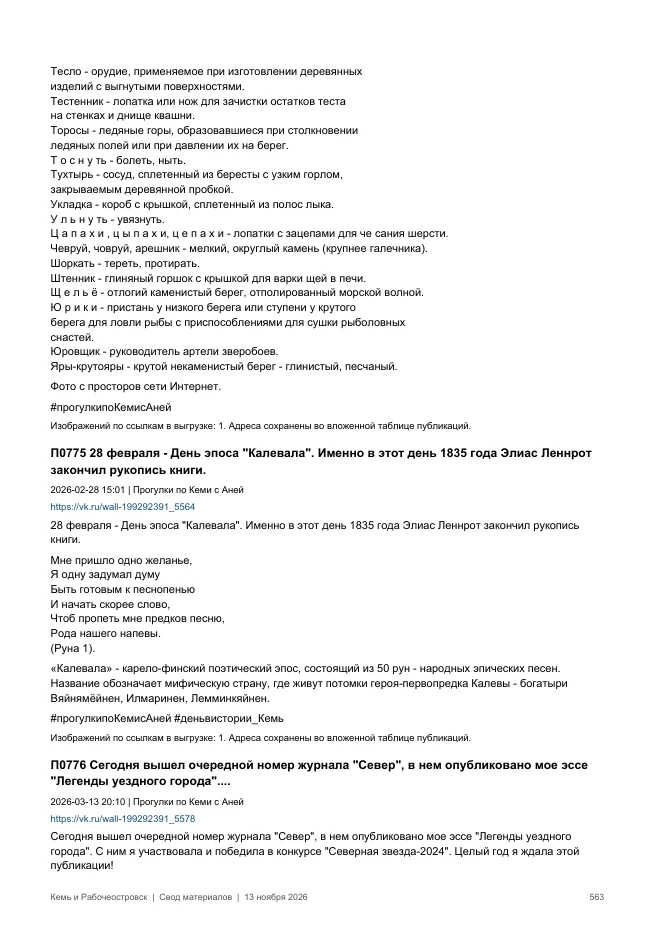 Тесло - орудие, применяемое при изготовлении деревянных
изделий с выгнутыми поверхностями.
Тестенник - лопатка или нож для зачистки остатков теста
на стенках и днище квашни.
Торосы - ледяные горы, образовавшиеся при столкновении
ледяных полей или при давлении их на берег.
Т о с н у ть - болеть, ныть.
Тухтырь - сосуд, сплетенный из бересты с узким горлом,
закрываемым деревянной пробкой.
Укладка - короб с крышкой, сплетенный из полос лыка.
У л ь н у ть - увязнуть.
Ц а п а х и , ц ы п а х и, ц е п а х и - лопатки с зацепами для че сания шерсти.
Чевруй, човруй, арешник - мелкий, округлый камень (крупнее галечника).
Шоркать - тереть, протирать.
Штенник - глиняный горшок с крышкой для варки щей в печи.
Щ е л ь ё - отлогий каменистый берег, отполированный морской волной.
Ю р и к и - пристань у низкого берега или ступени у крутого
берега для ловли рыбы с приспособлениями для сушки рыболовных
снастей.
Юровщик - руководитель артели зверобоев.
Яры-крутояры - крутой некаменистый берег - глинистый, песчаный.
Фото с просторов сети Интернет.
#прогулкипоКемисАней
Изображений по ссылкам в выгрузке: 1. Адреса сохранены во вложенной таблице публикаций.
П0775 28 февраля - День эпоса "Калевала". Именно в этот день 1835 года Элиас Леннрот
закончил рукопись книги.
2026-02-28 15:01 | Прогулки по Кеми с Аней
https://vk.ru/wall-199292391_5564
28 февраля - День эпоса "Калевала". Именно в этот день 1835 года Элиас Леннрот закончил рукопись
книги.
Мне пришло одно желанье,
Я одну задумал думу
Быть готовым к песнопенью
И начать скорее слово,
Чтоб пропеть мне предков песню,
Рода нашего напевы.
(Руна 1).
«Калевала» - карело-финский поэтический эпос, состоящий из 50 рун - народных эпических песен.
Название обозначает мифическую страну, где живут потомки героя-первопредка Калевы - богатыри
Вяйнямёйнен, Илмаринен, Лемминкяйнен.
#прогулкипоКемисАней #деньвистории_Кемь
Изображений по ссылкам в выгрузке: 1. Адреса сохранены во вложенной таблице публикаций.
П0776 Сегодня вышел очередной номер журнала "Север", в нем опубликовано мое эссе
"Легенды уездного города"....
2026-03-13 20:10 | Прогулки по Кеми с Аней
https://vk.ru/wall-199292391_5578
Сегодня вышел очередной номер журнала "Север", в нем опубликовано мое эссе "Легенды уездного
города". С ним я участвовала и победила в конкурсе "Северная звезда-2024". Целый год я ждала этой
публикации!
Кемь и Рабочеостровск | Свод материалов | 13 ноября 2026
563